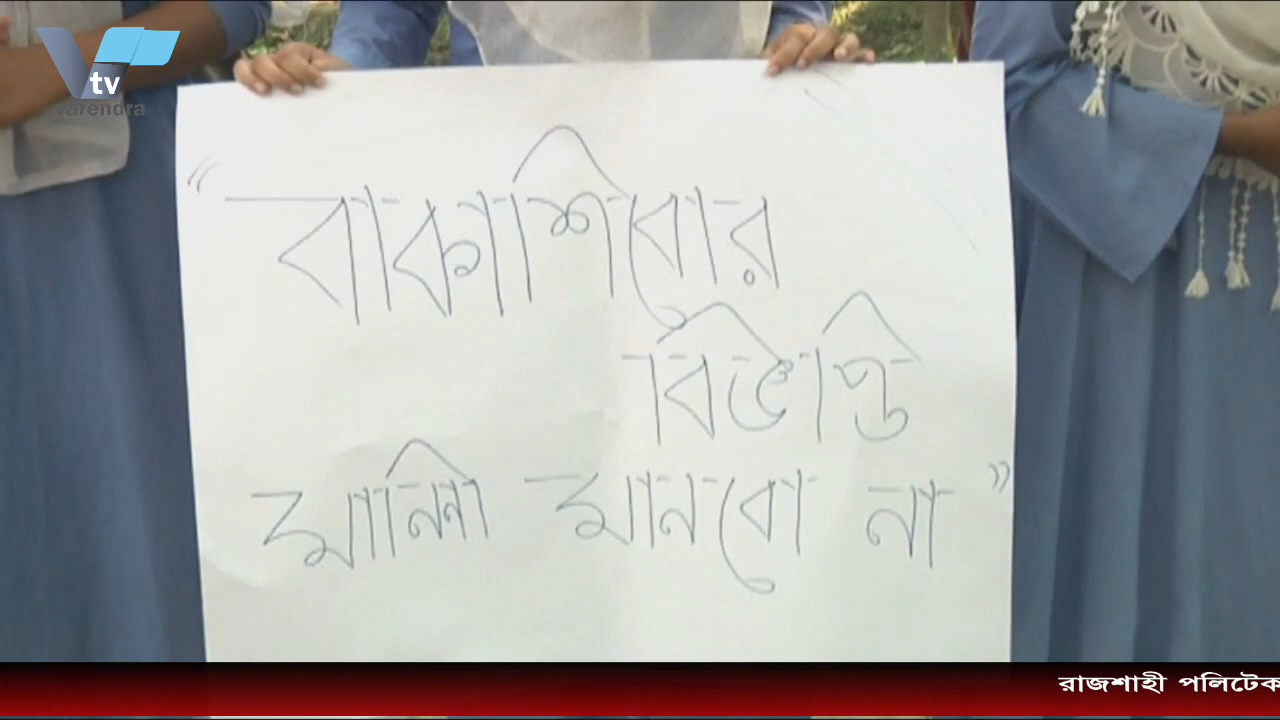 tv
varendra
"বাকাশিবোর
বিজ্ঞপ্তি
মানিনা মানবো না"
রাজশাহী পলিটেক